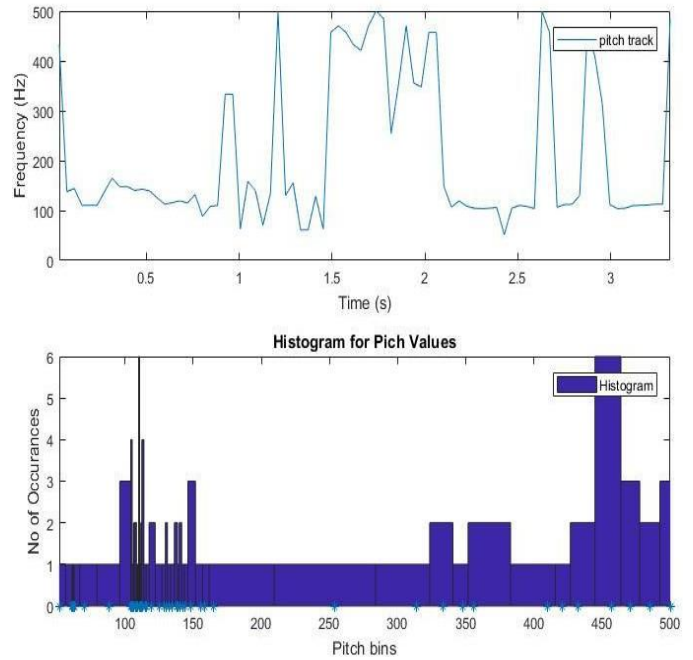 500
400
300
200
100
0
Frequency (Hz)
pitch track
0.5 1 1.5 2 2.5 3
Time (s)
Histogram for Pich Values
6
5
4
3
2
1
0
No of Occurances
Histogram
100 150 200 250 300 350 400 450 500
Pitch bins